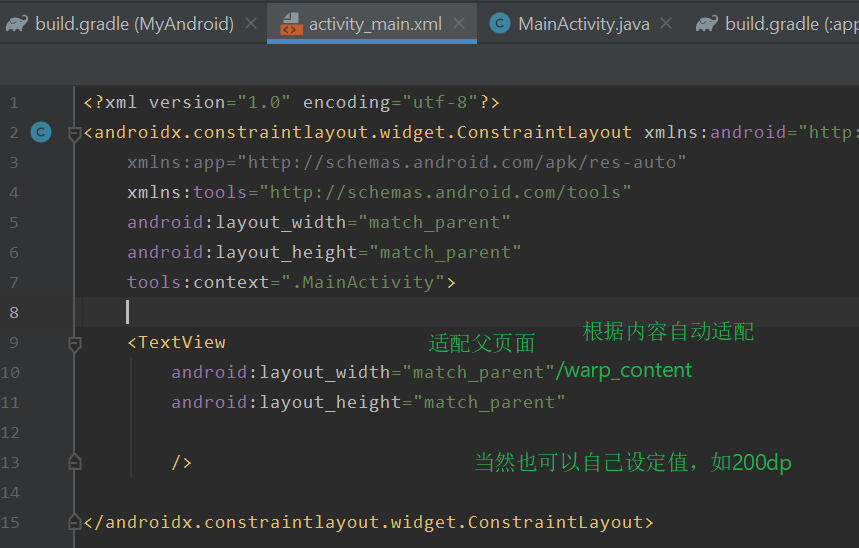 build.gradle (MyAndroid) activity_main.xml MainActivity.java build.gradle (:app
1 <?xml version="1.0" encoding="utf-8"?>
2 <androidx.constraintlayout.widget.ConstraintLayout xmlns:android="http:
3 xmlns:app="http://schemas.android.com/apk/res-auto"
4 xmlns:tools="http://schemas.android.com/tools"
5 android:layout_width="match_parent"
6 android:layout_height="match_parent"
7 tools:context=".MainActivity">
8
9 <TextView 适配父页面 根据内容自动适配
10 android:layout_width="match_parent"/warp_content
11 android:layout_height="match_parent"
12
13 /> 当然也可以自己设定值，如200dp
14
15 </androidx.constraintlayout.widget.ConstraintLayout>